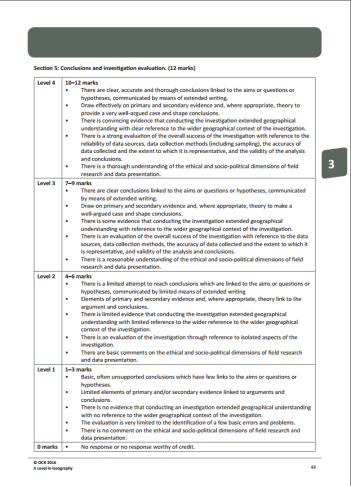 Section 5: Conclusions and investigation evaluation. (12 marks)
Level 4
10–12 marks
• There are clear, accurate and thorough conclusions linked to the aims or questions or
hypotheses, communicated by means of extended writing.
• Draw effectively on primary and secondary evidence and, where appropriate, theory to
provide a very well-argued case and shape conclusions.
• There is convincing evidence that conducting the investigation extended geographical
understanding with clear reference to the wider geographical context of the investigation.
• There is a strong evaluation of the overall success of the investigation with reference to the
reliability of data sources, data collection methods (including sampling), the accuracy of
data collected and the extent to which it is representative, and the validity of the analysis
and conclusions.
• There is a thorough understanding of the ethical and socio-political dimensions of field
research and data presentation.
3
Level 3
7–9 marks
• There are clear conclusions linked to the aims or questions or hypotheses, communicated
by means of extended writing.
• Draw on primary and secondary evidence and, where appropriate, theory to make a
well-argued case and shape conclusions.
• There is some evidence that conducting the investigation extended geographical
understanding with reference to the wider geographical context of the investigation.
• There is an evaluation of the overall success of the investigation with reference to the data
sources, data collection methods, the accuracy of data collected and the extent to which it
is representative, and validity of the analysis and conclusions.
• There is a reasonable understanding of the ethical and socio-political dimensions of field
research and data presentation.
Level 2
4–6 marks
• There is a limited attempt to reach conclusions which are linked to the aims or questions or
hypotheses, communicated by limited means of extended writing
• Elements of primary and secondary evidence and, where appropriate, theory link to the
argument and conclusions.
• There is limited evidence that conducting the investigation extended geographical
understanding with limited reference to the wider reference to the wider geographical
context of the investigation.
• There is an evaluation of the investigation through reference to isolated aspects of the
investigation.
• There are basic comments on the ethical and socio-political dimensions of field research
and data presentation.
Level 1
1–3 marks
• Basic, often unsupported conclusions which have few links to the aims or questions or
hypotheses.
• Limited elements of primary and/or secondary evidence linked to arguments and
conclusions.
• There is no evidence that conducting an investigation extended geographical understanding
with no reference to the wider geographical context of the investigation.
• The evaluation is very limited to the identification of a few basic errors and problems.
• There is no comment on the ethical and socio-political dimensions of field research and
data presentation.
0 marks
• No response or no response worthy of credit.
© OCR 2016
A Level in Geography
63